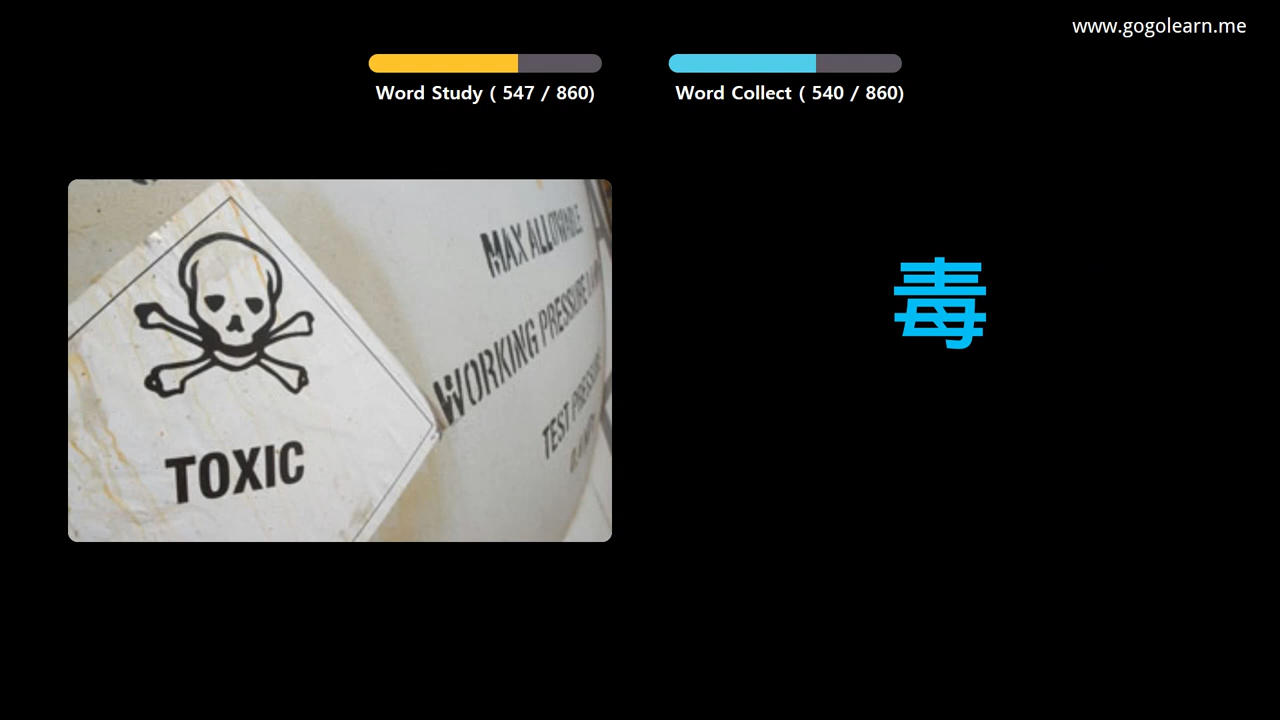 www.gogolearn.me
Word Study ( 547 / 860)
Word Collect ( 540 / 860)
MAX ALLOWABLE
WORKING PRESSURE
TEST PRESSURE
TOXIC
毒